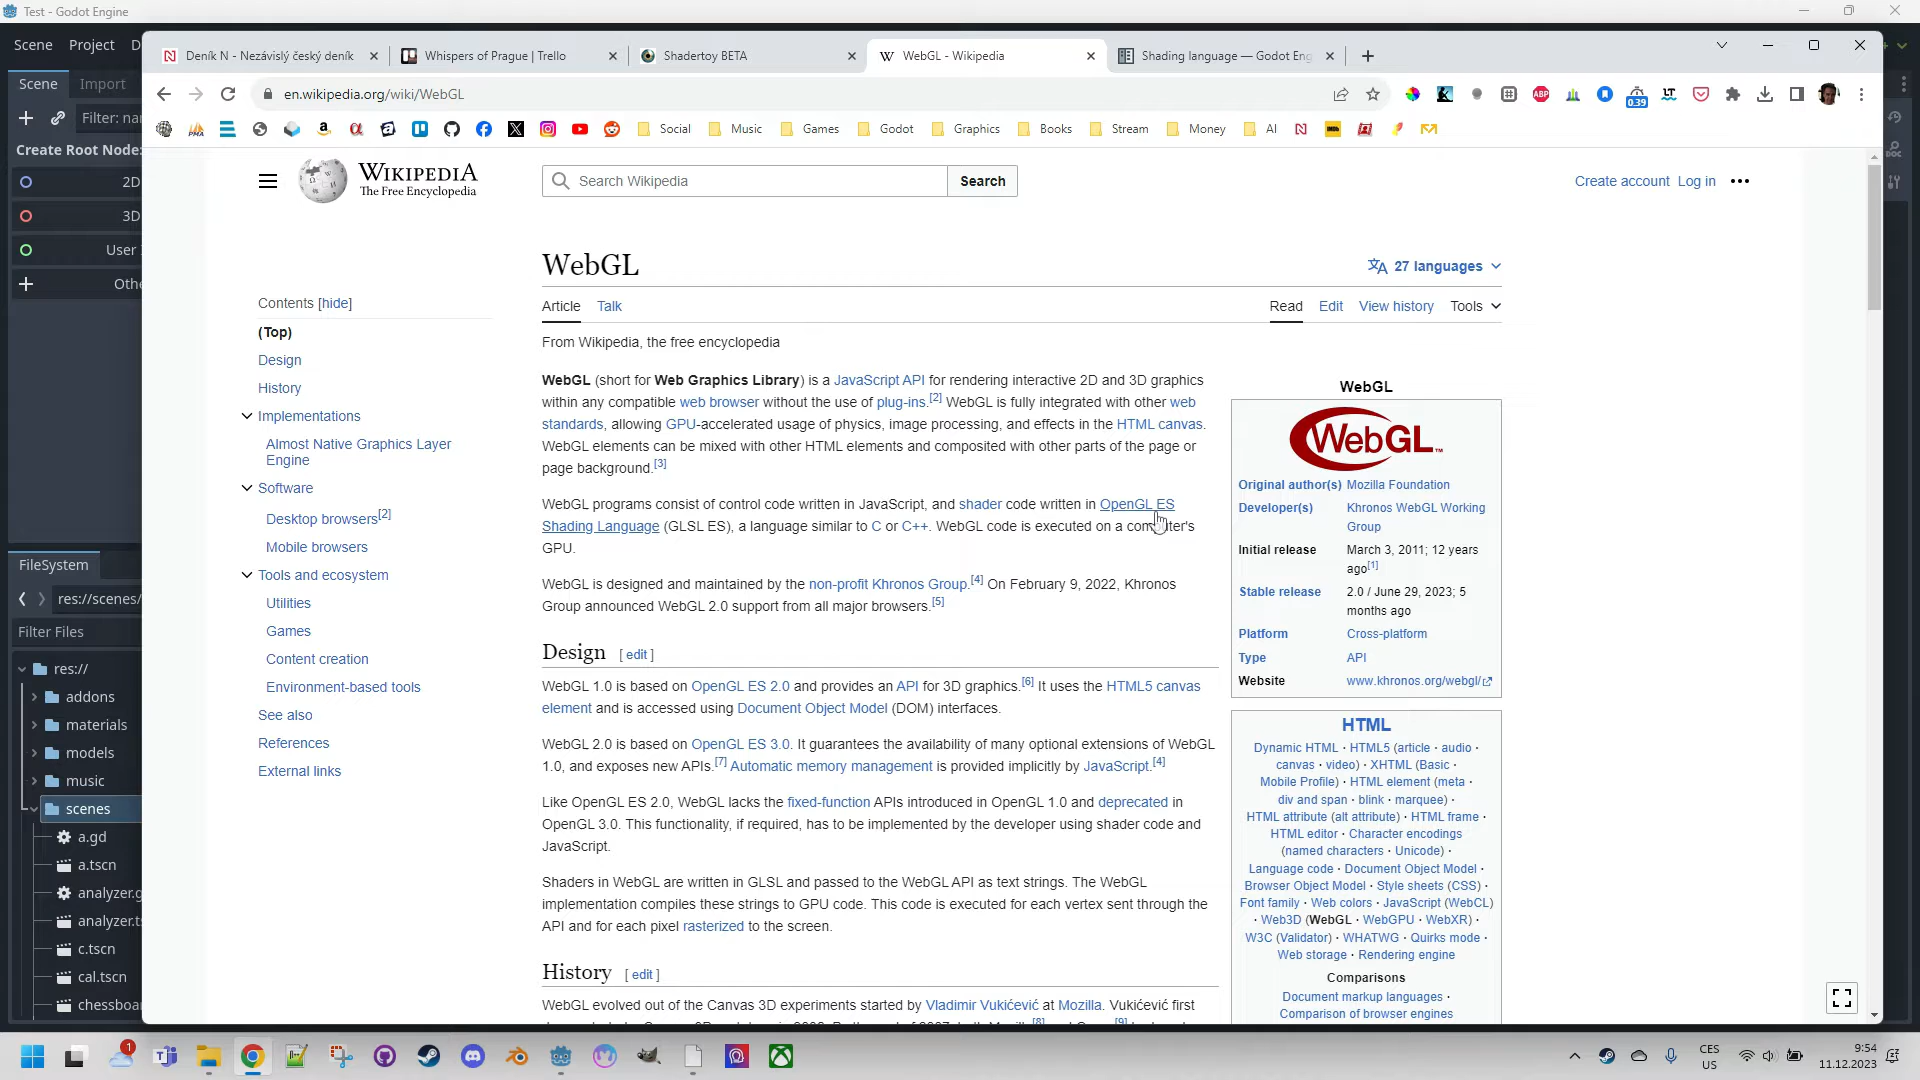 Test - Godot Engine
Scene Project D
Deník N - Nezávislý český deník
Whispers of Prague | Trello
Shadertoy BETA
WebGL - Wikipedia
Shading language — Godot Eng
en.wikipedia.org/wiki/WebGL
0.39
Social
Music
Games
Godot
Graphics
Books
Stream
Money
AI
Scene Import
Filter: nar
Create Root Node:
2D
3D
User I
Othe
FileSystem
res://scenes/
Filter Files
res://
addons
materials
models
music
scenes
a.gd
a.tscn
analyzer.g
analyzer.ts
c.tscn
cal.tscn
chessboar
WIKIPEDIA
The Free Encyclopedia
Search Wikipedia
Search
Create account Log in
Contents [hide]
(Top)
Design
History
Implementations
Almost Native Graphics Layer
Engine
Software
Desktop browsers[2]
Mobile browsers
Tools and ecosystem
Utilities
Games
Content creation
Environment-based tools
See also
References
External links
WebGL
27 languages
Article Talk
Read Edit View history Tools
From Wikipedia, the free encyclopedia
WebGL (short for Web Graphics Library) is a JavaScript API for rendering interactive 2D and 3D graphics
within any compatible web browser without the use of plug-ins.[2] WebGL is fully integrated with other web
standards, allowing GPU-accelerated usage of physics, image processing, and effects in the HTML canvas.
WebGL elements can be mixed with other HTML elements and composited with other parts of the page or
page background.[3]
WebGL programs consist of control code written in JavaScript, and shader code written in OpenGL ES
Shading Language (GLSL ES), a language similar to C or C++. WebGL code is executed on a computer's
GPU.
WebGL is designed and maintained by the non-profit Khronos Group.[4] On February 9, 2022, Khronos
Group announced WebGL 2.0 support from all major browsers.[5]
Design [ edit ]
WebGL 1.0 is based on OpenGL ES 2.0 and provides an API for 3D graphics.[6] It uses the HTML5 canvas
element and is accessed using Document Object Model (DOM) interfaces.
WebGL 2.0 is based on OpenGL ES 3.0. It guarantees the availability of many optional extensions of WebGL
1.0, and exposes new APIs.[7] Automatic memory management is provided implicitly by JavaScript.[4]
Like OpenGL ES 2.0, WebGL lacks the fixed-function APIs introduced in OpenGL 1.0 and deprecated in
OpenGL 3.0. This functionality, if required, has to be implemented by the developer using shader code and
JavaScript.
Shaders in WebGL are written in GLSL and passed to the WebGL API as text strings. The WebGL
implementation compiles these strings to GPU code. This code is executed for each vertex sent through the
API and for each pixel rasterized to the screen.
History [ edit ]
WebGL evolved out of the Canvas 3D experiments started by Vladimir Vukićević at Mozilla. Vukićević first
WebGL
WebGL™
Original author(s) Mozilla Foundation
Developer(s) Khronos WebGL Working
Group
Initial release March 3, 2011; 12 years
ago[1]
Stable release 2.0 / June 29, 2023; 5
months ago
Platform Cross-platform
Type API
Website www.khronos.org/webgl/
HTML
Dynamic HTML · HTML5 (article · audio ·
canvas · video) · XHTML (Basic ·
Mobile Profile) · HTML element (meta ·
div and span · blink · marquee) ·
HTML attribute (alt attribute) · HTML frame ·
HTML editor · Character encodings
(named characters · Unicode) ·
Language code · Document Object Model ·
Browser Object Model · Style sheets (CSS) ·
Font family · Web colors · JavaScript (WebCL)
· Web3D (WebGL · WebGPU · WebXR) ·
W3C (Validator) · WHATWG · Quirks mode ·
Web storage · Rendering engine
Comparisons
Document markup languages ·
Comparison of browser engines
1
CES
US
9:54
11.12.2023